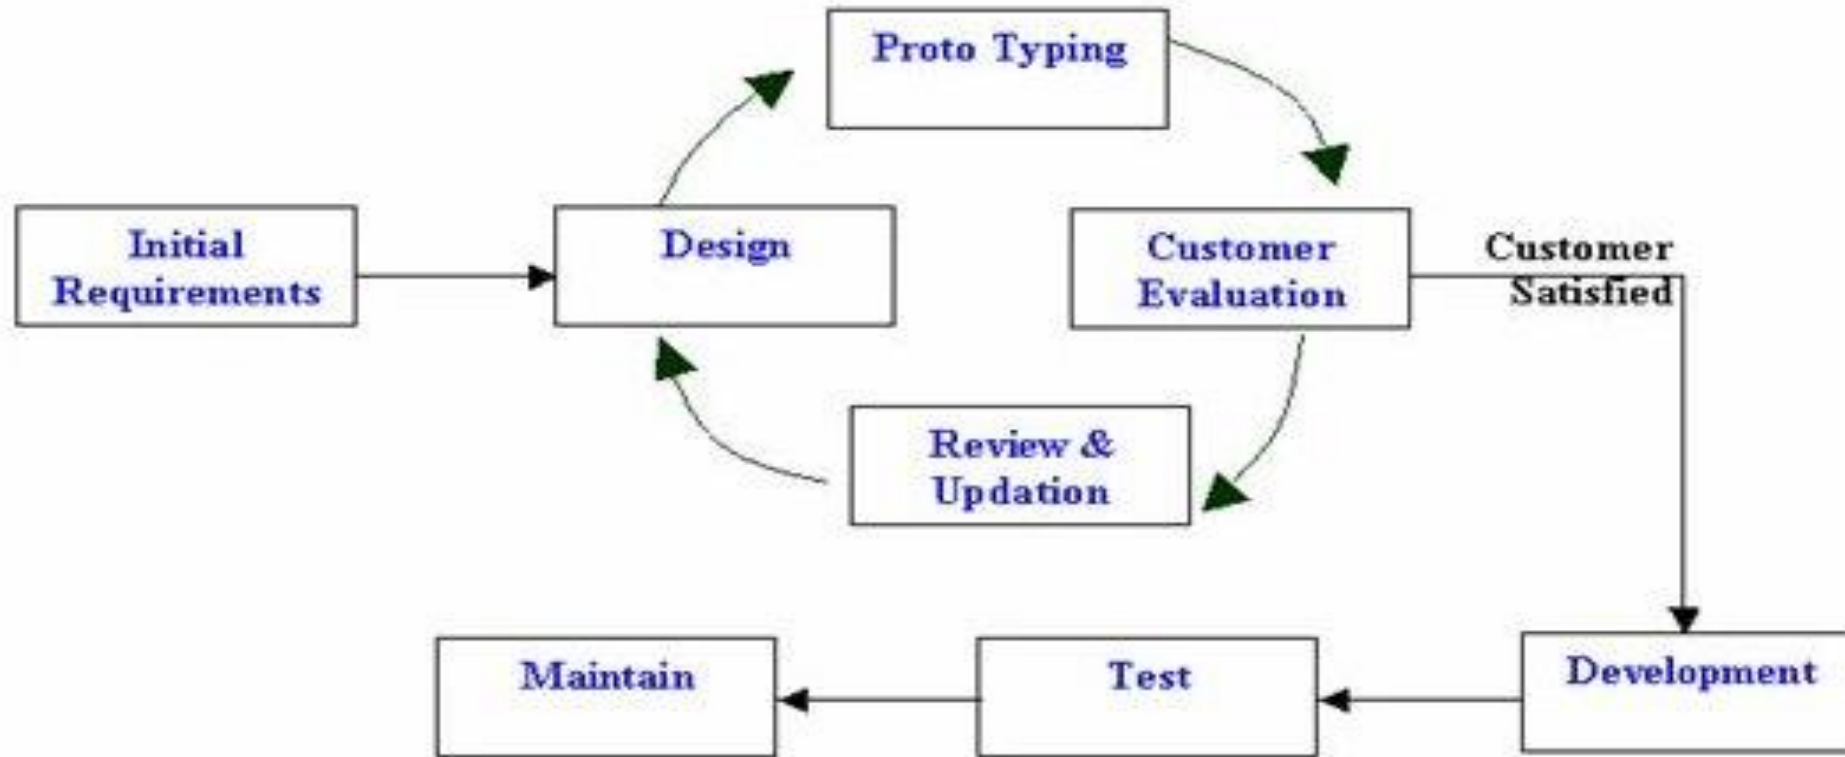 Proto Typing
Initial
Requirements
Design
Customer
Evaluation
Customer
Satisfied
Review &
Updation
Maintain
Test
Development